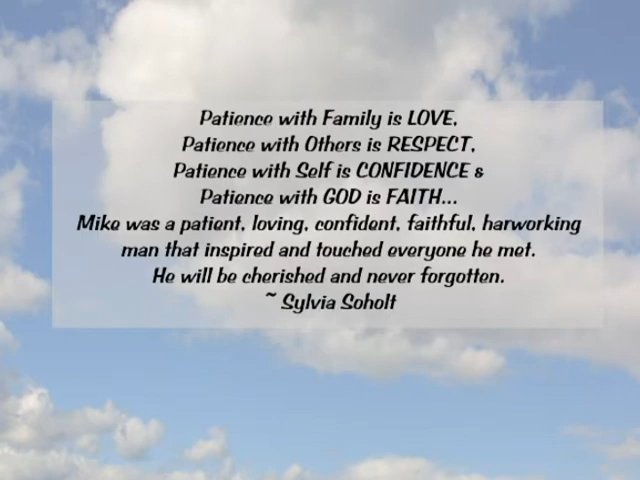 Patience with Family is LOVE,
Patience with Others is RESPECT,
Patience with Self is CONFIDENCE &
Patience with GOD is FAITH...
Mike was a patient, loving, confident, faithful, harworking
man that inspired and touched everyone he met.
He will be cherished and never forgotten.
~ Sylvia Soholt